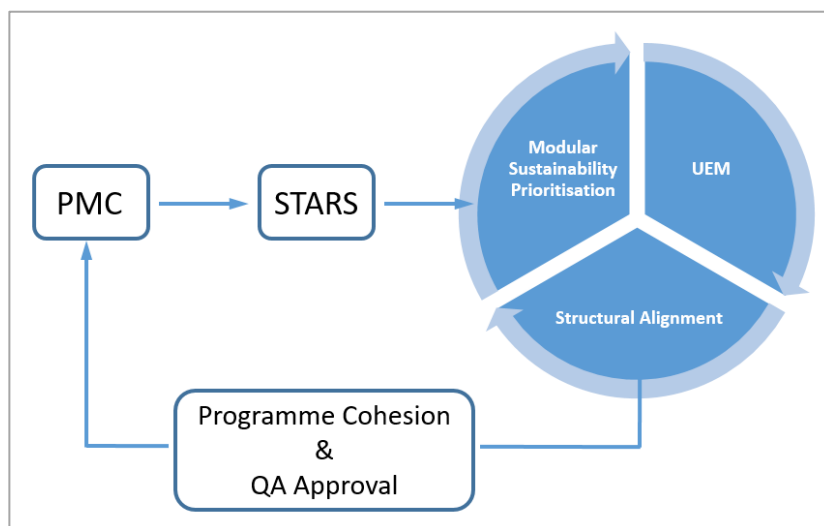 PMC
STARS
Modular
Sustainability
Prioritisation
UEM
Structural Alignment
Programme Cohesion
&
QA Approval